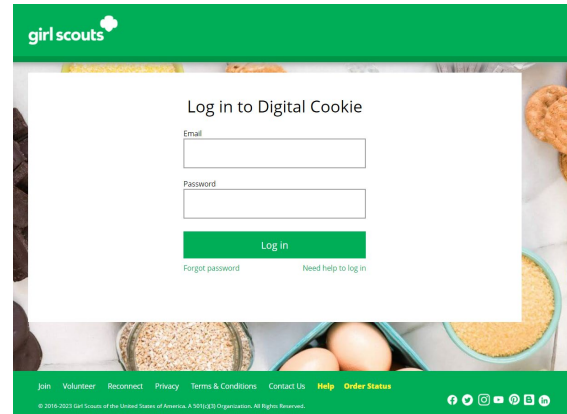 girl scouts
Log in to Digital Cookie
Email
Password
Log in
Forgot password Need help to log in
Join Volunteer Reconnect Privacy Terms & Conditions Contact Us Help Order Status
© 2016-2023 Girl Scouts of the United States of America. A 501(c)(3) Organization. All Rights Reserved.